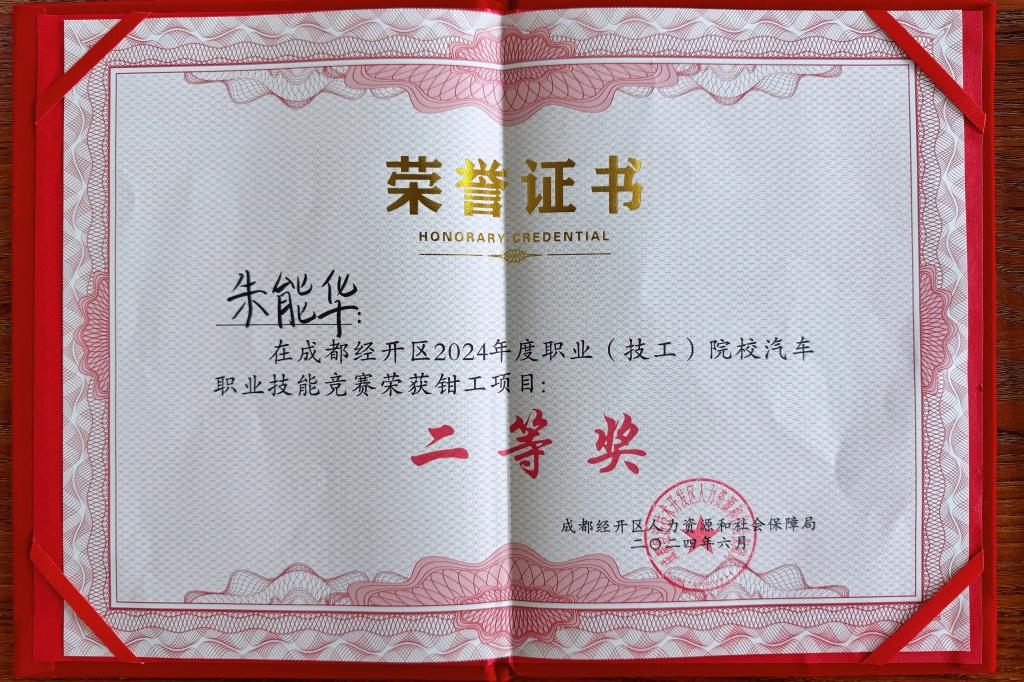 荣誉证书
HONORARY CREDENTIAL
朱能华:
在成都经开区2024年度职业（技工）院校汽车
职业技能竞赛荣获钳工项目:
二等奖
成都经开区人力资源和社会保障局
二〇二四年六月